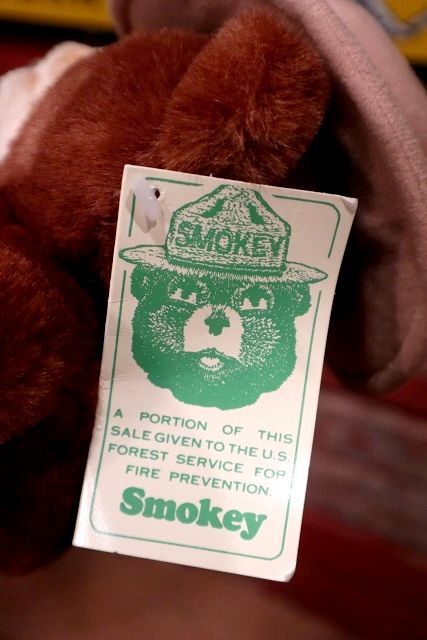 SMOKEY
A PORTION OF THIS
SALE GIVEN TO THE U.S.
FOREST SERVICE FOR
FIRE PREVENTION.
Smokey